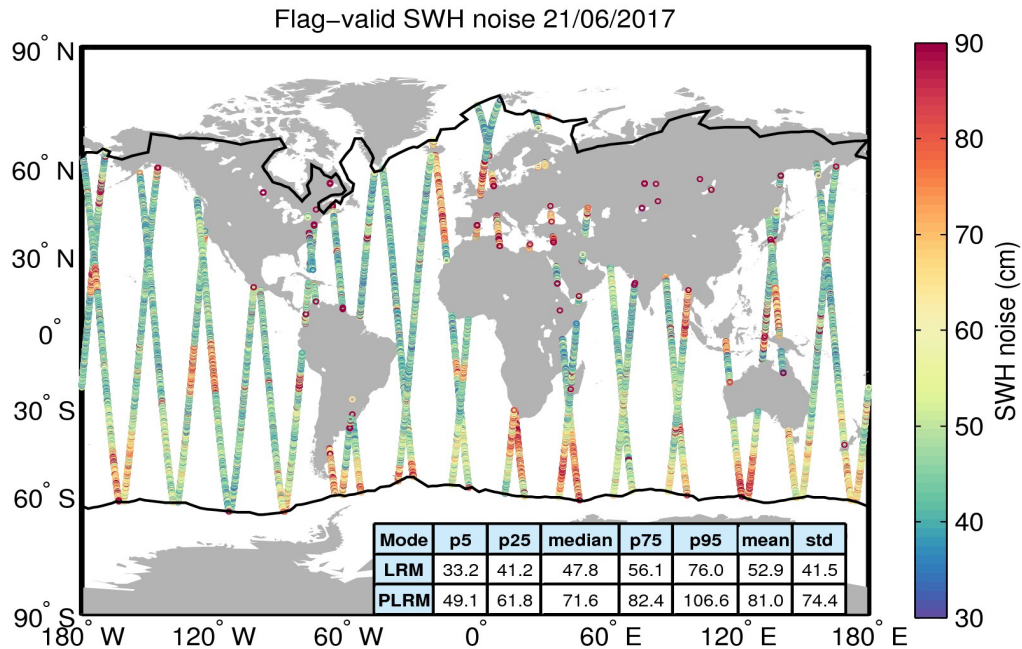 Flag−valid SWH noise 21/06/2017
90° N
60° N
30° N
0°
30° S
60° S
90° S
180° W
120° W
60° W
0°
60° E
120° E
180° E
Mode p5 p25 median p75 p95 mean std
LRM 33.2 41.2 47.8 56.1 76.0 52.9 41.5
PLRM 49.1 61.8 71.6 82.4 106.6 81.0 74.4
90
80
70
60
50
40
30
SWH noise (cm)